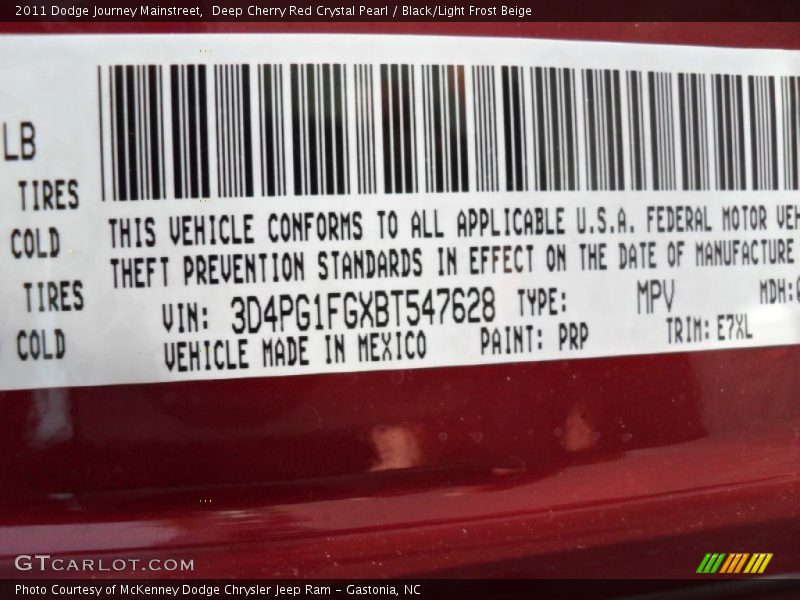 2011 Dodge Journey Mainstreet, Deep Cherry Red Crystal Pearl / Black/Light Frost Beige
LB
TIRES
COLD
TIRES
COLD
THIS VEHICLE CONFORMS TO ALL APPLICABLE U.S.A. FEDERAL MOTOR VEH
THEFT PREVENTION STANDARDS IN EFFECT ON THE DATE OF MANUFACTURE
VIN: 3D4PG1FGXBT547628 TYPE: MPV MDH:
VEHICLE MADE IN MEXICO PAINT: PRP TRIM: E7XL
GTCARLOT.COM
Photo Courtesy of McKenney Dodge Chrysler Jeep Ram - Gastonia, NC